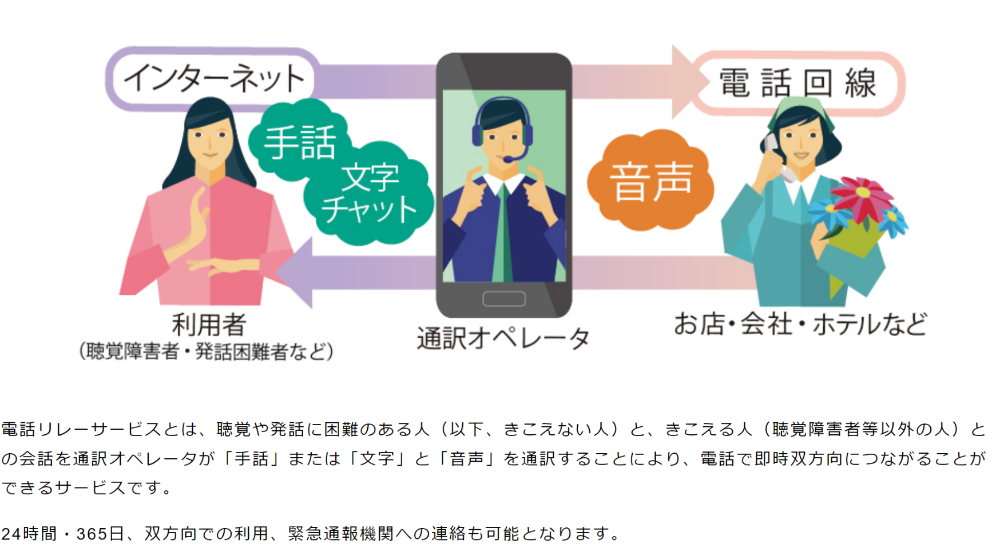 インターネット
電話回線
手話
文字
チャット
音声
利用者
(聴覚障害者・発話困難者など)
通訳オペレータ
お店・会社・ホテルなど
電話リレーサービスとは、聴覚や発話に困難のある人（以下、きこえない人）と、きこえる人（聴覚障害者等以外の人）と
の会話を通訳オペレータが「手話」または「文字」と「音声」を通訳することにより、電話で即時双方向につながることが
できるサービスです。
24時間・365日、双方向での利用、緊急通報機関への連絡も可能となります。